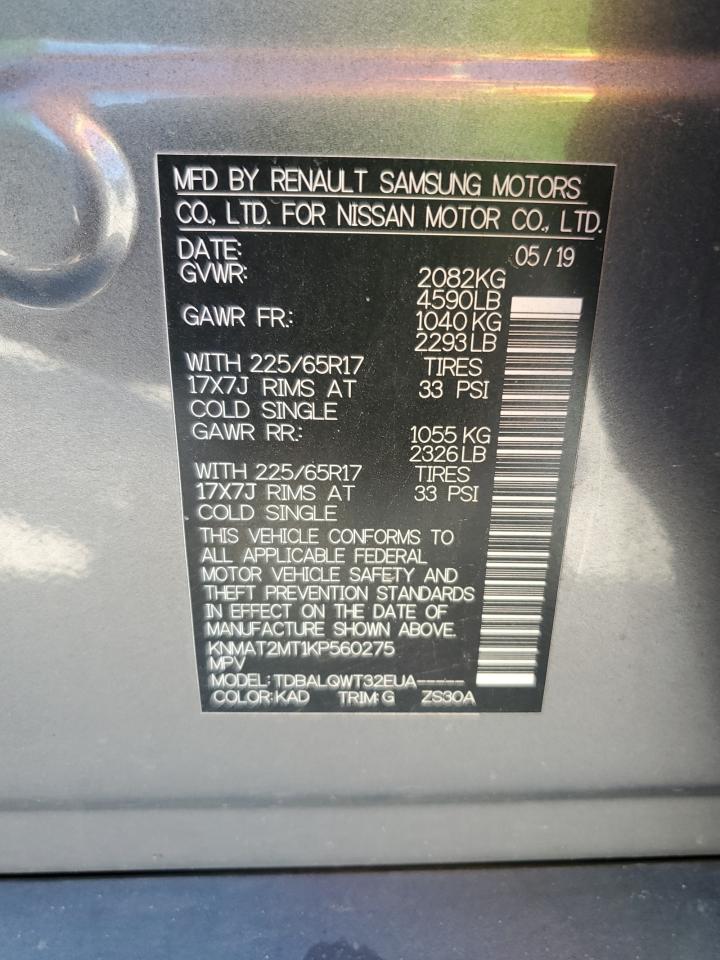 MFD BY RENAULT SAMSUNG MOTORS
CO., LTD. FOR NISSAN MOTOR CO., LTD.
DATE: 05/19
GVWR: 2082KG
4590LB
GAWR FR.: 1040 KG
2293 LB
WITH 225/65R17 TIRES
17X7J RIMS AT 33 PSI
COLD SINGLE
GAWR RR.: 1055 KG
2326 LB
WITH 225/65R17 TIRES
17X7J RIMS AT 33 PSI
COLD SINGLE
THIS VEHICLE CONFORMS TO
ALL APPLICABLE FEDERAL
MOTOR VEHICLE SAFETY AND
THEFT PREVENTION STANDARDS
IN EFFECT ON THE DATE OF
MANUFACTURE SHOWN ABOVE.
KNMAT2MT1KP560275
MPV
MODEL: TDBALQWT32EUA-----
COLOR: KAD TRIM: G ZS30A